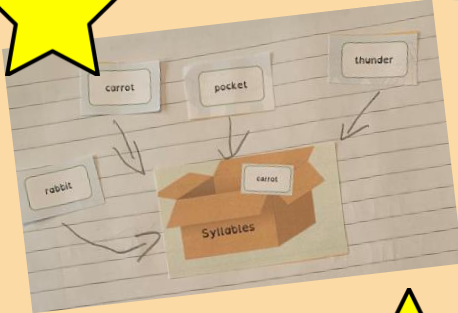 carrot
pocket
thunder
rabbit
carrot
Syllables